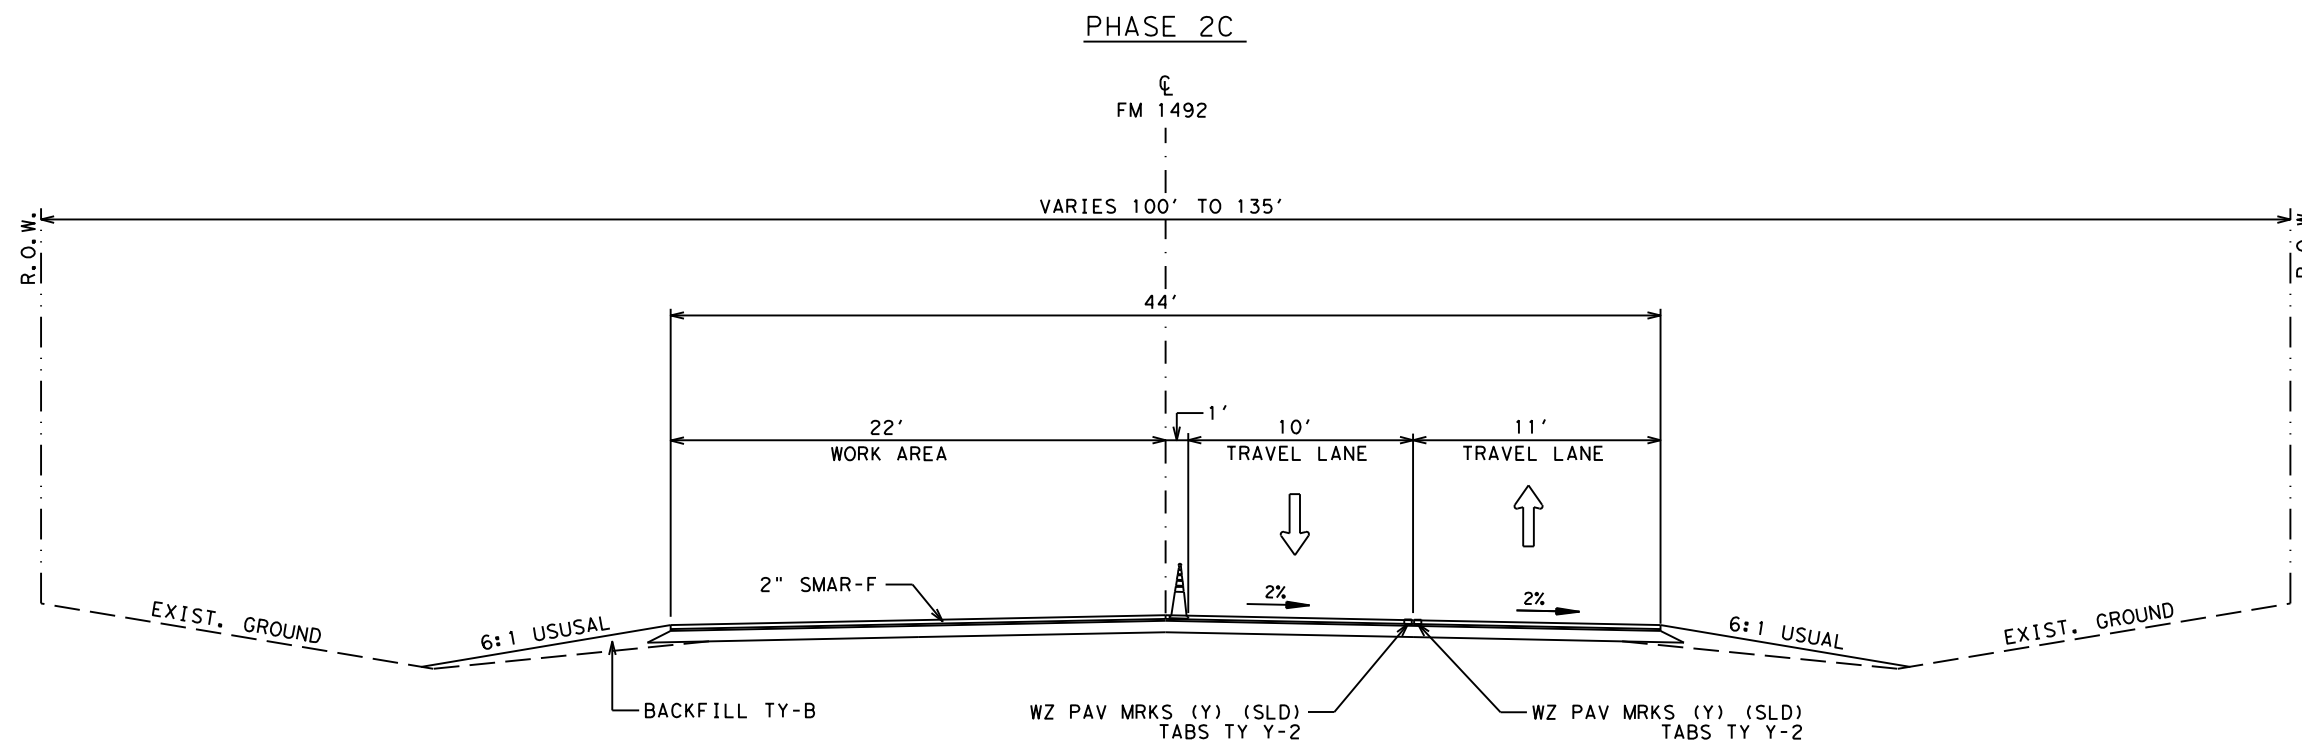 PHASE 2C
℄
FM 1492
VARIES 100' TO 135'
R.O.W.
44'
1'
22'
10'
11'
WORK AREA
TRAVEL LANE
TRAVEL LANE
2" SMAR-F
2%
2%
EXIST. GROUND
6:1 USUSAL
6:1 USUAL
EXIST. GROUND
BACKFILL TY-B
WZ PAV MRKS (Y) (SLD)
TABS TY Y-2
WZ PAV MRKS (Y) (SLD)
TABS TY Y-2